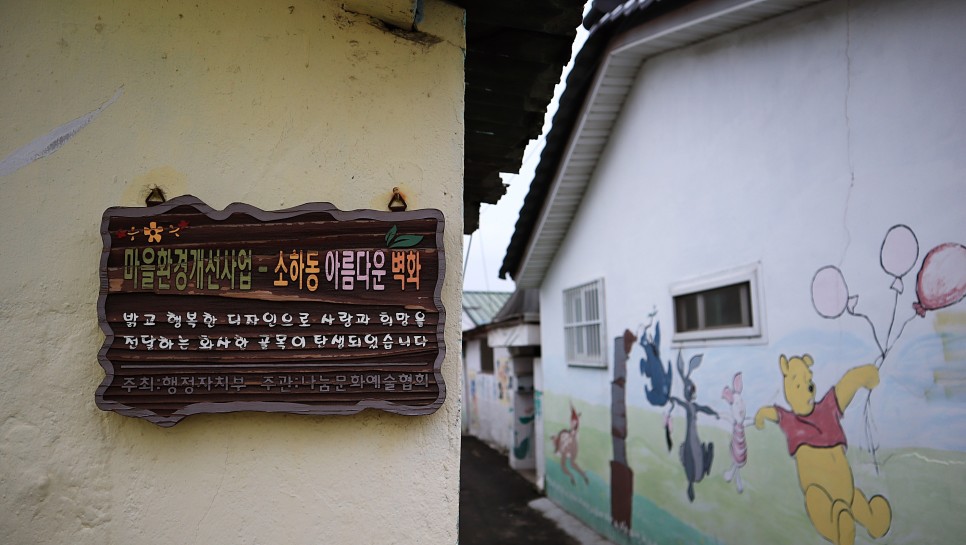 마을환경개선사업 - 소하동 아름다운 벽화
밝고 행복한 디자인으로 사랑과 희망을
전달하는 화사한 골목이 탄생되었습니다
주최:행정자치부 주관:나눔문화예술협회